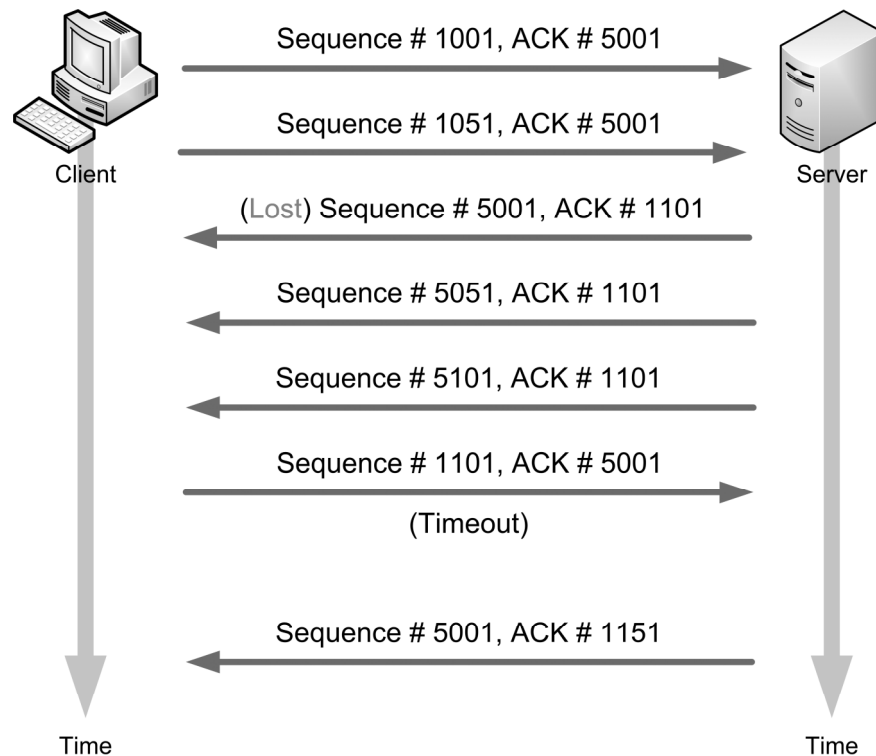 Sequence # 1001, ACK # 5001
Sequence # 1051, ACK # 5001
Client
Server
(Lost) Sequence # 5001, ACK # 1101
Sequence # 5051, ACK # 1101
Sequence # 5101, ACK # 1101
Sequence # 1101, ACK # 5001
(Timeout)
Sequence # 5001, ACK # 1151
Time
Time